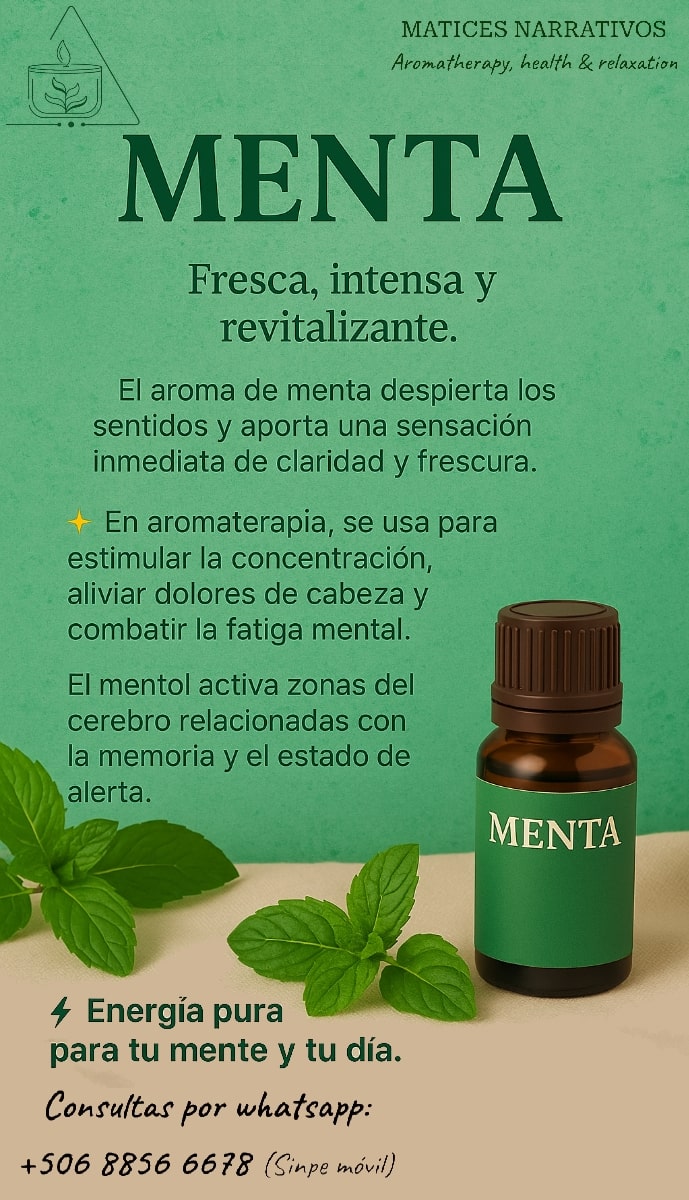 MATICES NARRATIVOS
Aromatherapy, health & relaxation
MENTA
Fresca, intensa y
revitalizante.
El aroma de menta despierta los
sentidos y aporta una sensación
inmediata de claridad y frescura.
En aromaterapia, se usa para
estimular la concentración,
aliviar dolores de cabeza y
combatir la fatiga mental.
El mentol activa zonas del
cerebro relacionadas con
la memoria y el estado de
alerta.
MENTA
Energía pura
para tu mente y tu día.
Consultas por whatsapp:
+506 8856 6678 (Sinpe móvil)